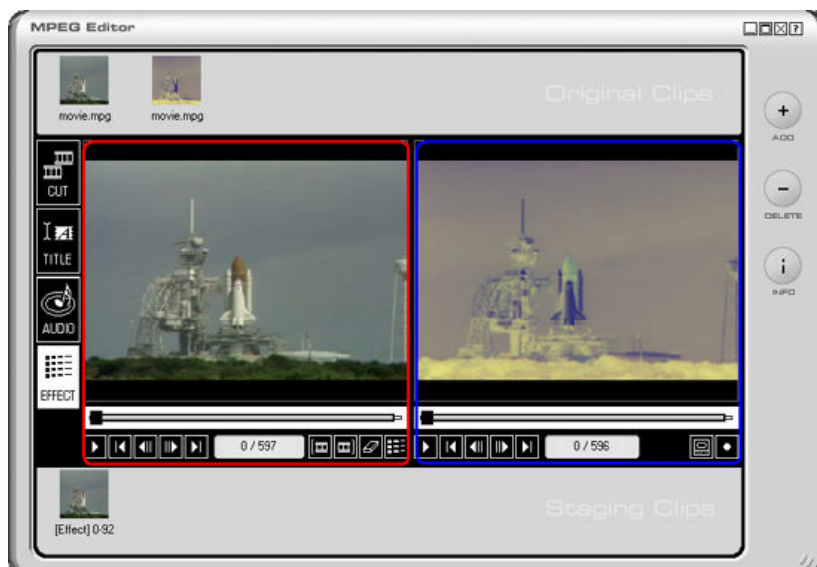 MPEG Editor
Original Clips
movie.mpg
movie.mpg
ADD
CUT
TITLE
AUDIO
EFFECT
DELETE
INFO
0 / 597
0 / 596
Staging Clips
[Effect] 0-92